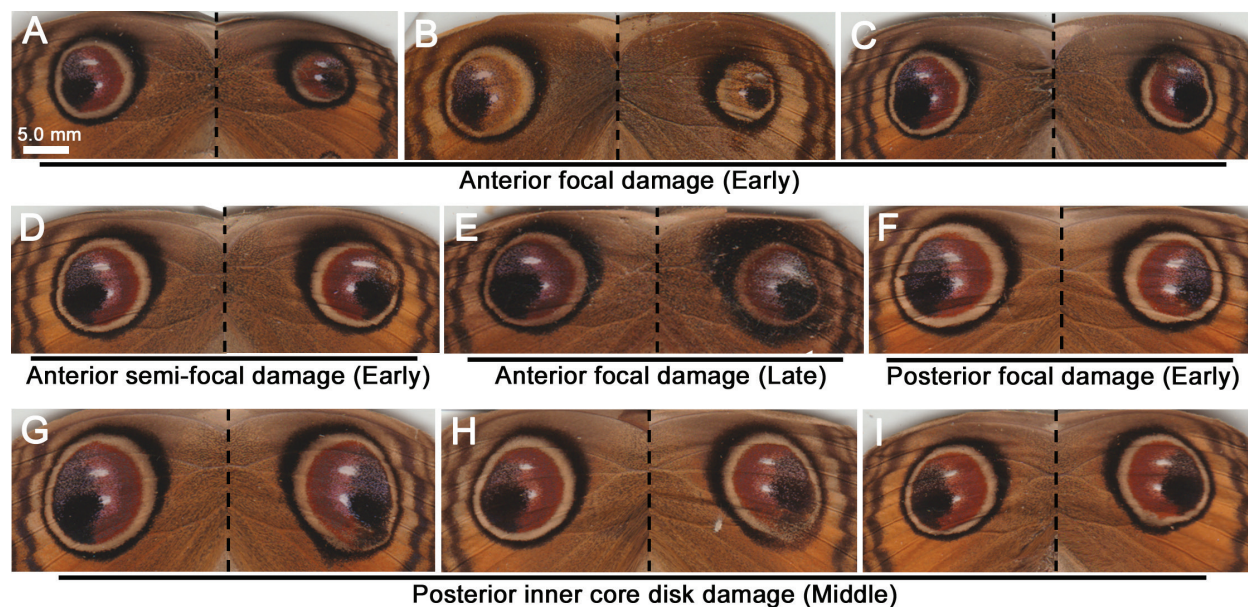 A
B
C
5.0 mm
Anterior focal damage (Early)
D
E
F
Anterior semi-focal damage (Early)
Anterior focal damage (Late)
Posterior focal damage (Early)
G
H
I
Posterior inner core disk damage (Middle)